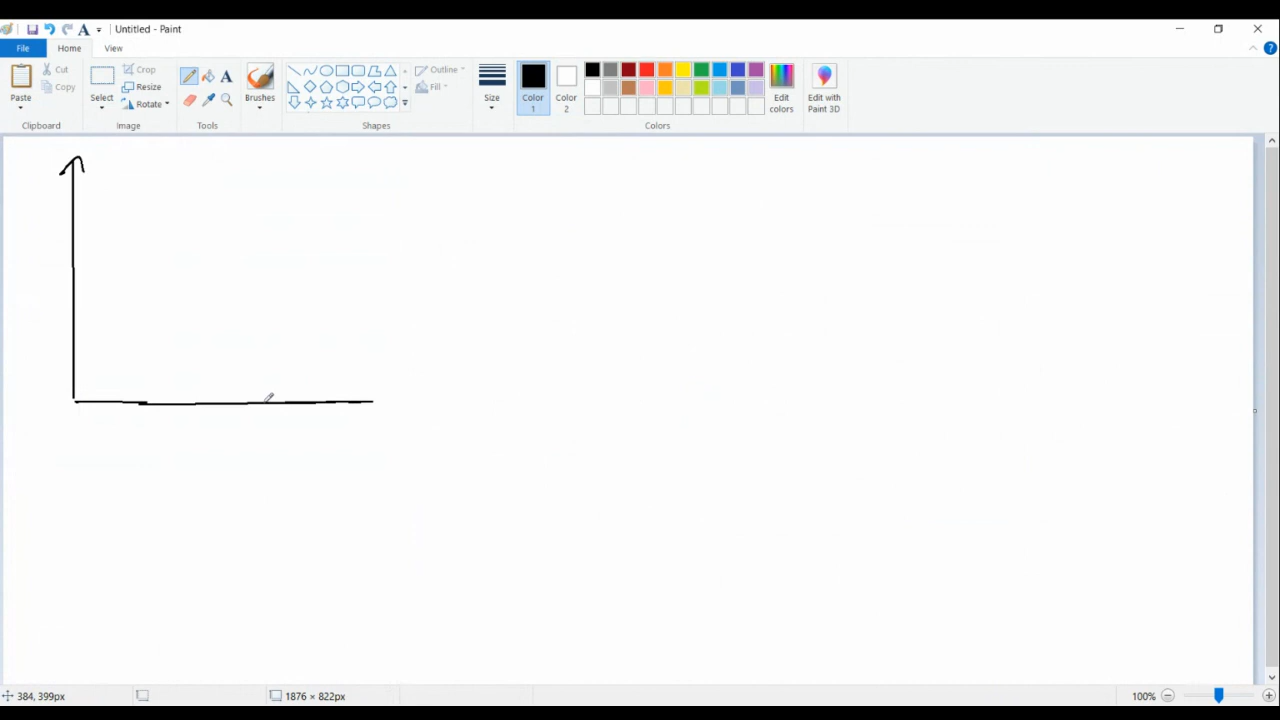 Untitled - Paint
File Home View
Paste
Cut
Copy
Clipboard
Select
Crop
Resize
Rotate
Image
Tools
Brushes
Shapes
Outline
Fill
Size
Color 1
Color 2
Colors
Edit colors
Edit with Paint 3D
384, 399px
1876 × 822px
100%